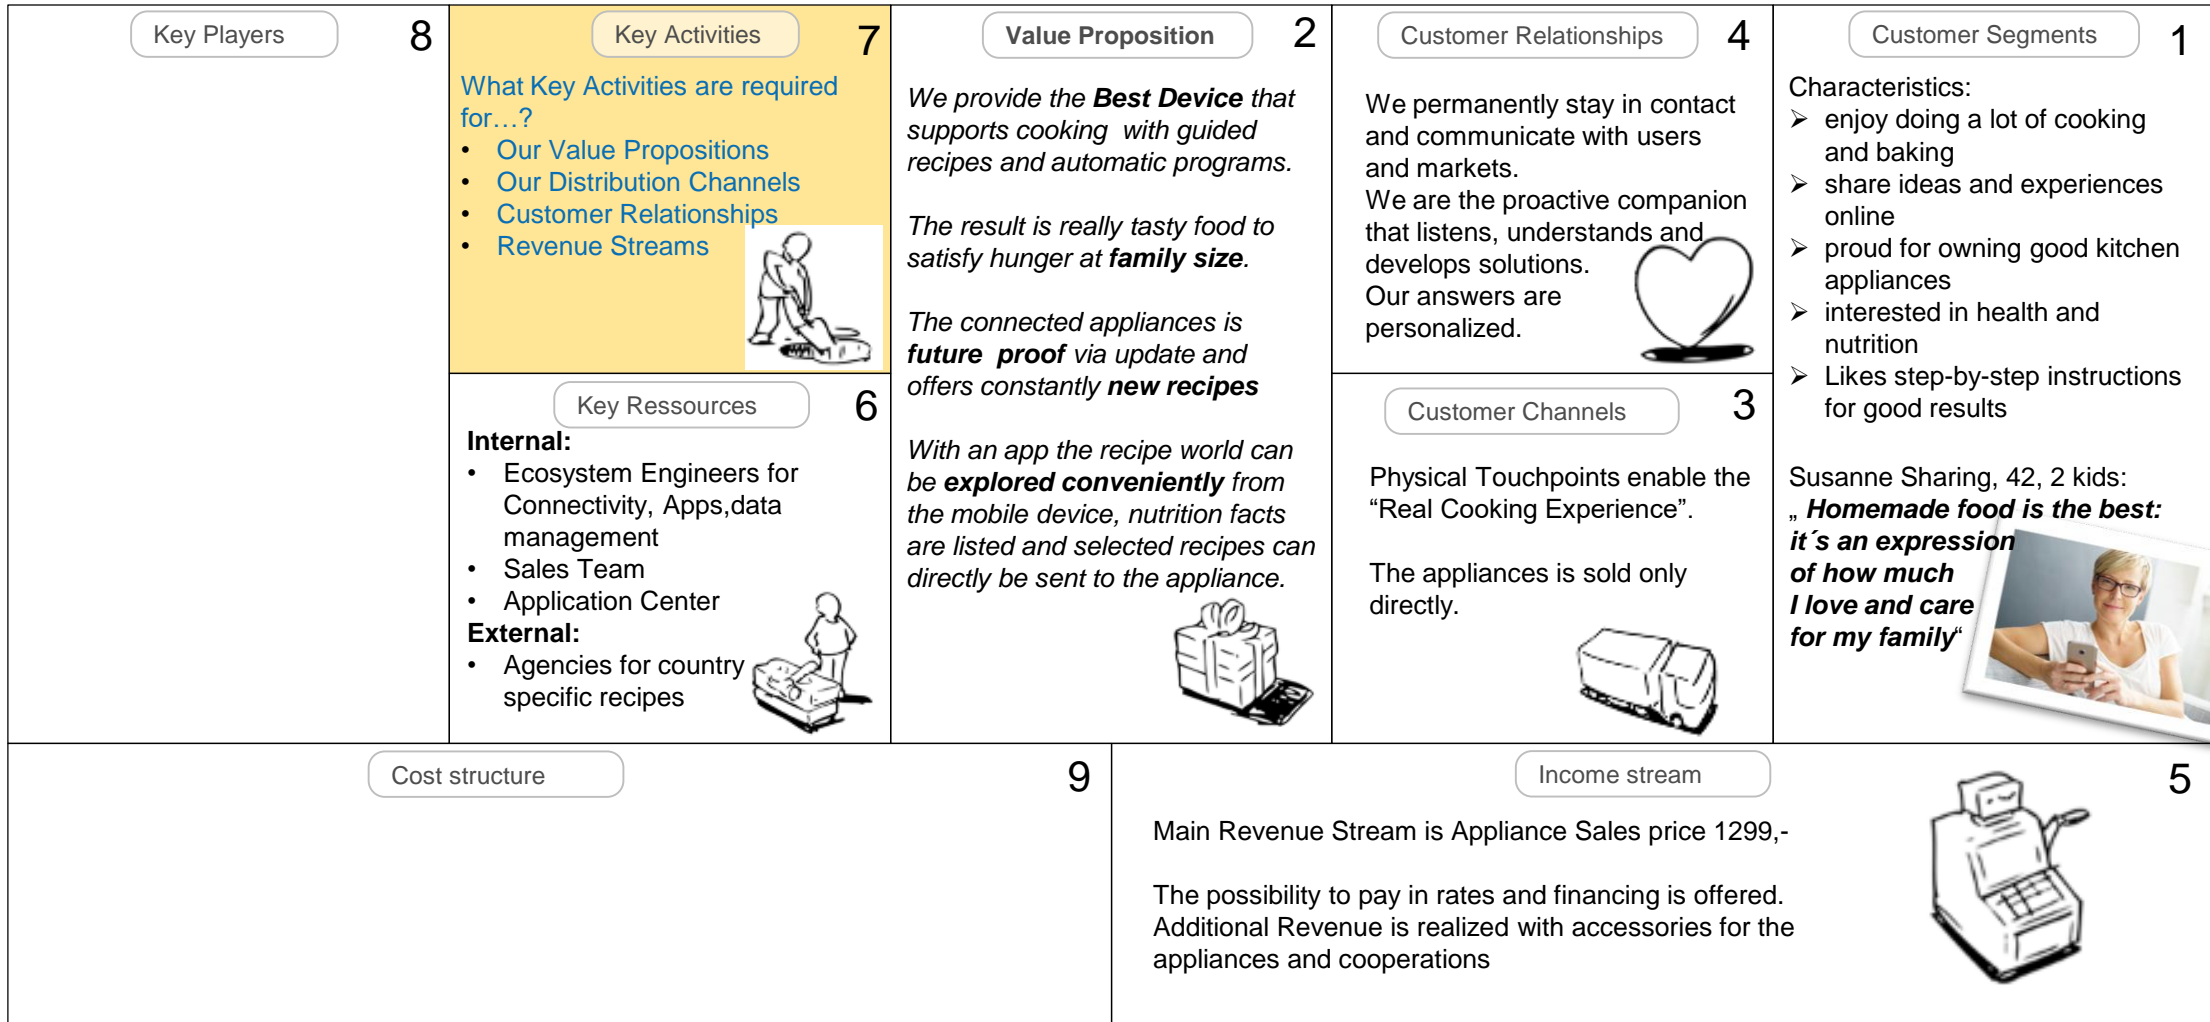 Key Players
8
Key Activities
7
What Key Activities are required
for…?
• Our Value Propositions
• Our Distribution Channels
• Customer Relationships
• Revenue Streams
Key Ressources
6
Internal:
• Ecosystem Engineers for
Connectivity, Apps,data
management
• Sales Team
• Application Center
External:
• Agencies for country
specific recipes
Value Proposition
2
We provide the Best Device that
supports cooking with guided
recipes and automatic programs.
The result is really tasty food to
satisfy hunger at family size.
The connected appliances is
future proof via update and
offers constantly new recipes
With an app the recipe world can
be explored conveniently from
the mobile device, nutrition facts
are listed and selected recipes can
directly be sent to the appliance.
Customer Relationships
4
We permanently stay in contact
and communicate with users
and markets.
We are the proactive companion
that listens, understands and
develops solutions.
Our answers are
personalized.
Customer Channels
3
Physical Touchpoints enable the
“Real Cooking Experience”.
The appliances is sold only
directly.
Customer Segments
1
Characteristics:
➢ enjoy doing a lot of cooking
and baking
➢ share ideas and experiences
online
➢ proud for owning good kitchen
appliances
➢ interested in health and
nutrition
➢ Likes step-by-step instructions
for good results
Susanne Sharing, 42, 2 kids:
„ Homemade food is the best:
it´s an expression
of how much
I love and care
for my family“
Cost structure
9
Income stream
5
Main Revenue Stream is Appliance Sales price 1299,-
The possibility to pay in rates and financing is offered.
Additional Revenue is realized with accessories for the
appliances and cooperations